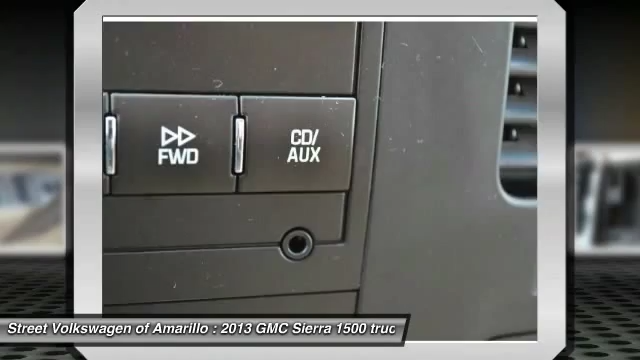 FWD
CD/
AUX
Street Volkswagen of Amarillo : 2013 GMC Sierra 1500 truc